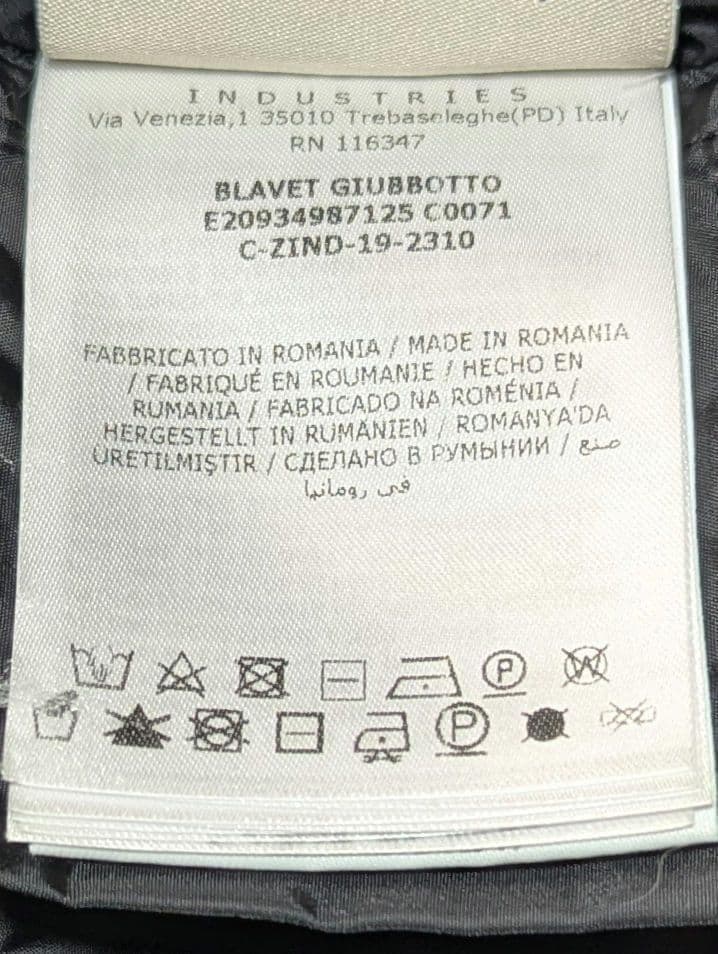 INDUSTRIES
Via Venezia,1 35010 Trebaseleghe(PD) Italy
RN 116347
BLAVET GIUBBOTTO
E20934987125 C0071
C-ZIND-19-2310
FABBRICATO IN ROMANIA / MADE IN ROMANIA
/ FABRIQUÉ EN ROUMANIE / HECHO EN
RUMANIA / FABRICADO NA ROMÉNIA /
HERGESTELLT IN RUMÄNIEN / ROMANYA'DA
ÜRETILMIŞTIR / СДЕЛАНО В РУМЫНИИ / صنع
في رومانيا
P W
P